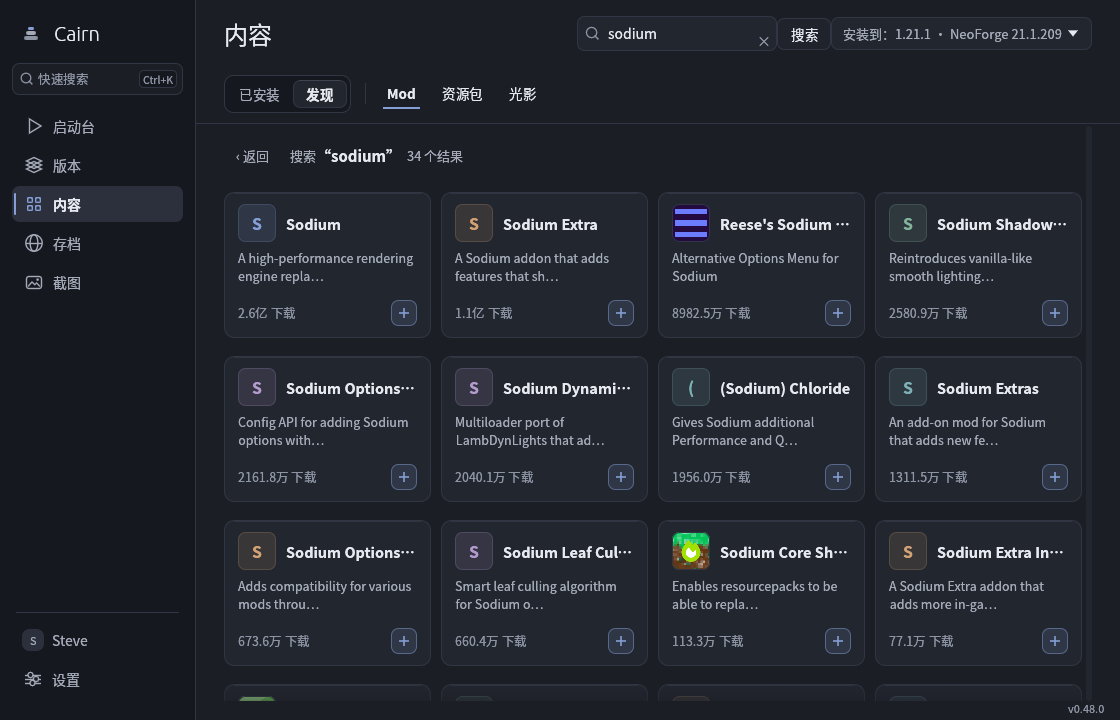 Cairn
快速搜索 Ctrl+K
启动台
版本
内容
存档
截图
S Steve
设置
内容
sodium
搜索
安装到：1.21.1 • NeoForge 21.1.209
已安装
发现
Mod
资源包
光影
‹ 返回
搜索 “sodium” 34 个结果
S Sodium
A high-performance rendering
engine repla…
2.6亿 下载
S Sodium Extra
A Sodium addon that adds
features that sh…
1.1亿 下载
Reese's Sodium …
Alternative Options Menu for
Sodium
8982.5万 下载
S Sodium Shadow…
Reintroduces vanilla-like
smooth lighting…
2580.9万 下载
S Sodium Options…
Config API for adding Sodium
options with…
2161.8万 下载
S Sodium Dynami…
Multiloader port of
LambDynLights that ad…
2040.1万 下载
( (Sodium) Chloride
Gives Sodium additional
Performance and Q…
1956.0万 下载
S Sodium Extras
An add-on mod for Sodium
that adds new fe…
1311.5万 下载
S Sodium Options…
Adds compatibility for various
mods throu…
673.6万 下载
S Sodium Leaf Cul…
Smart leaf culling algorithm
for Sodium o…
660.4万 下载
Sodium Core Sh…
Enables resourcepacks to be
able to repla…
113.3万 下载
S Sodium Extra In…
A Sodium Extra addon that
adds more in-ga…
77.1万 下载
v0.48.0